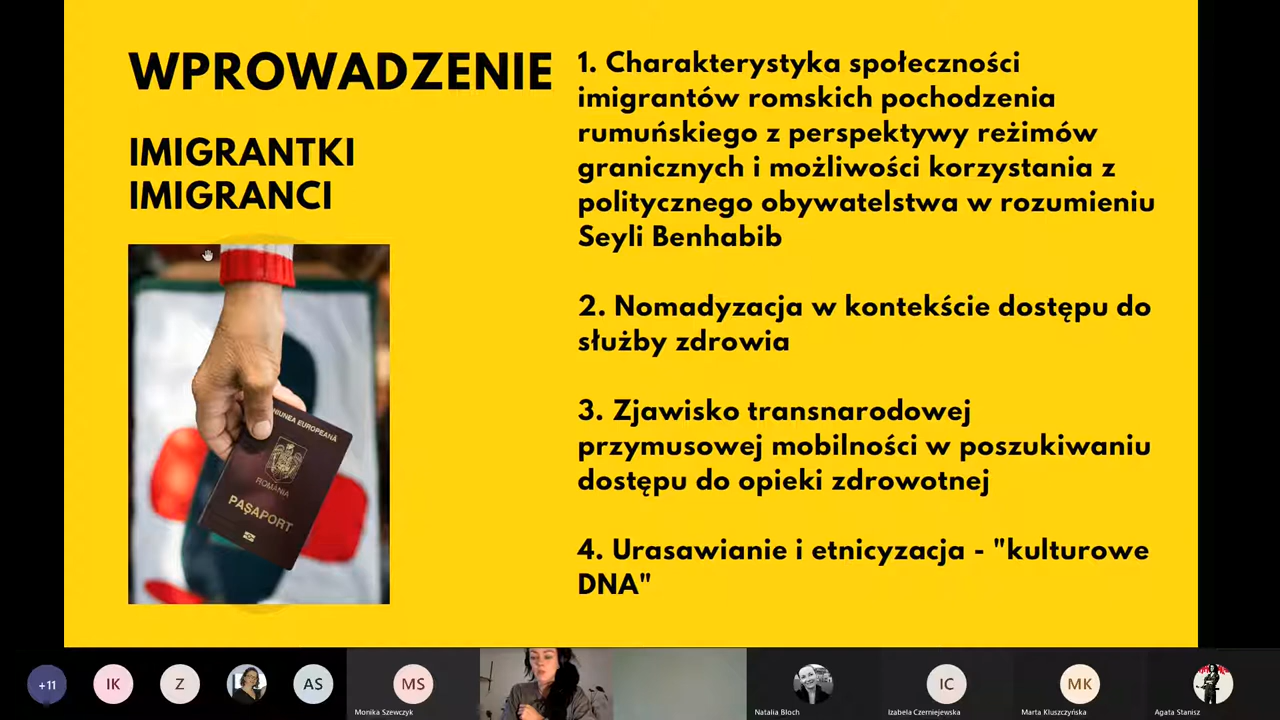 WPROWADZENIE
IMIGRANTKI
IMIGRANCI
1. Charakterystyka społeczności
imigrantów romskich pochodzenia
rumuńskiego z perspektywy reżimów
granicznych i możliwości korzystania z
politycznego obywatelstwa w rozumieniu
Seyli Benhabib
2. Nomadyzacja w kontekście dostępu do
służby zdrowia
3. Zjawisko transnarodowej
przymusowej mobilności w poszukiwaniu
dostępu do opieki zdrowotnej
4. Urasawianie i etnicyzacja - "kulturowe
DNA"
EUROPEANĂ
ROMÂNIA
PAȘAPORT
+11
IK
Z
AS
MS
Monika Szewczyk
Natalia Bloch
IC
Izabela Czerniejewska
MK
Marta Kluszczyńska
Agata Stanisz